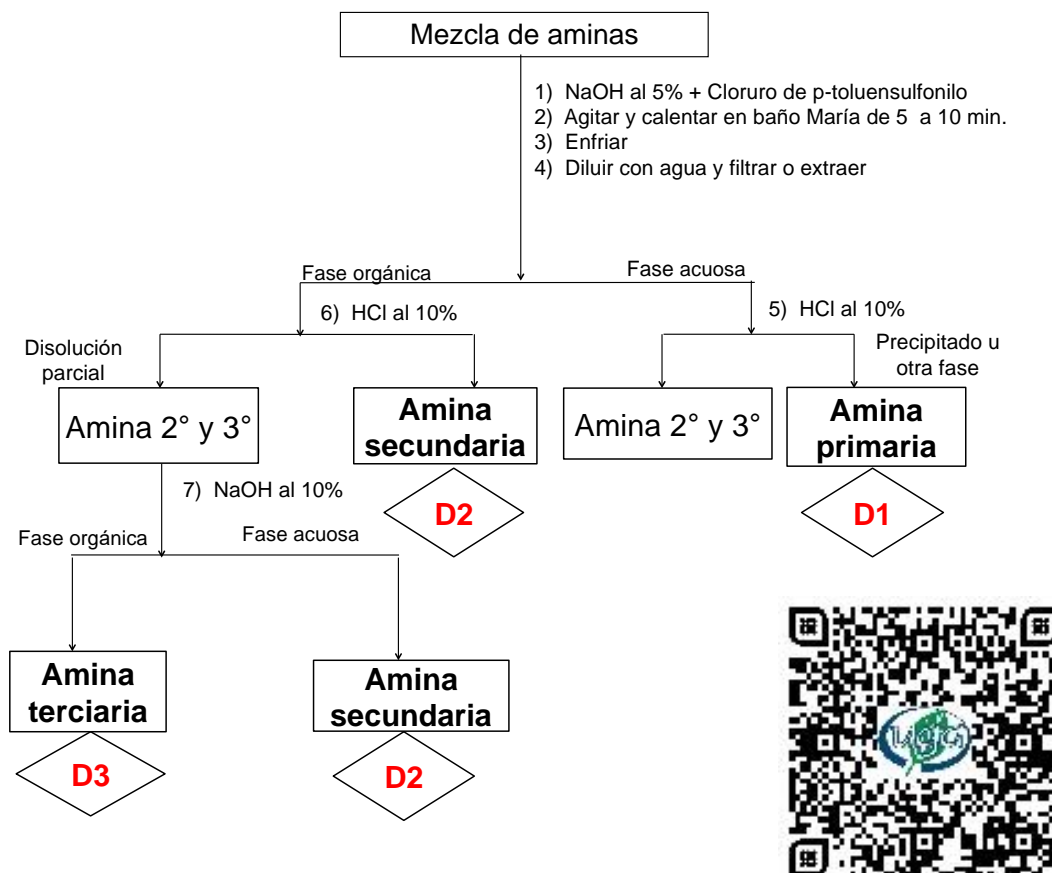 Mezcla de aminas
1) NaOH al 5% + Cloruro de p-toluensulfonilo
2) Agitar y calentar en baño María de 5 a 10 min.
3) Enfriar
4) Diluir con agua y filtrar o extraer
Fase orgánica
Fase acuosa
6) HCl al 10%
5) HCl al 10%
Disolución
parcial
Precipitado u
otra fase
Amina 2° y 3°
Amina
secundaria
Amina 2° y 3°
Amina
primaria
D2
D1
7) NaOH al 10%
Fase orgánica
Fase acuosa
Amina
terciaria
Amina
secundaria
D3
D2